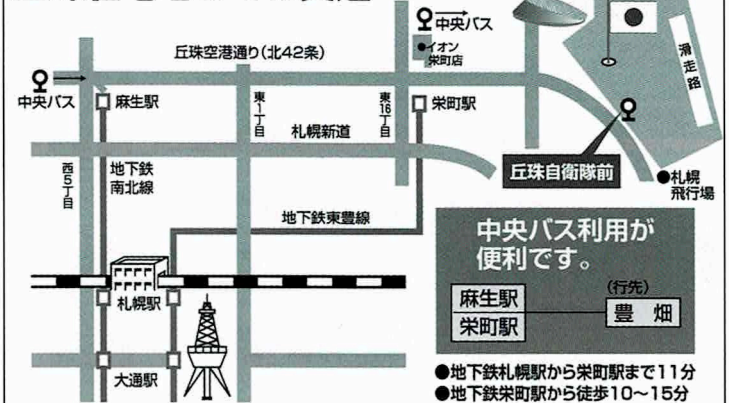 中央バス
●イオン
栄町店
丘珠空港通り(北42条)
滑走路
中央バス
麻生駅
東1丁目
東16丁目
栄町駅
札幌新道
西5丁目
地下鉄
南北線
丘珠自衛隊前
●札幌
飛行場
地下鉄東豊線
中央バス利用が
便利です。
(行先)
麻生駅
栄町駅
豊畑
札幌駅
大通駅
●地下鉄札幌駅から栄町駅まで11分
●地下鉄栄町駅から徒歩10〜15分